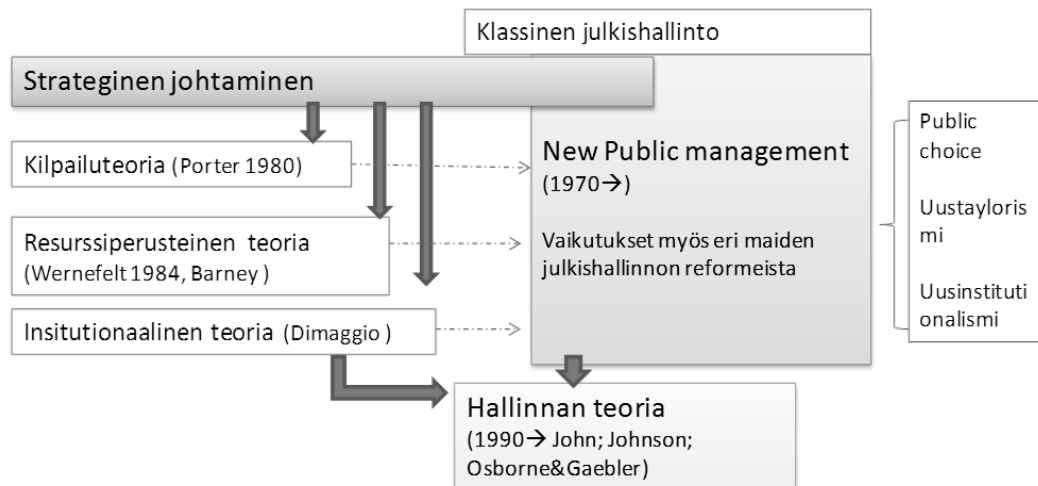 Klassinen julkishallinto
Strateginen johtaminen
Kilpailuteoria (Porter 1980)
Resurssiperusteinen teoria
(Wernefelt 1984, Barney )
Insitutionaalinen teoria (Dimaggio )
New Public management
(1970→)
Vaikutukset myös eri maiden
julkishallinnon reformeista
Public
choice
Uustayloris
mi
Uusinstituti
onalismi
Hallinnan teoria
(1990→ John; Johnson;
Osborne&Gaebler)